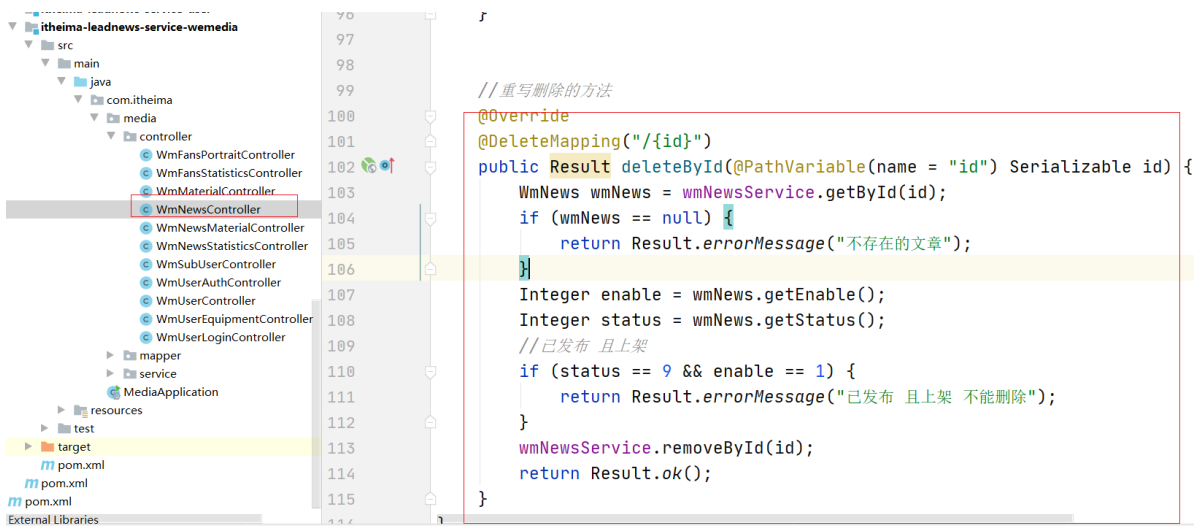 itheima-leadnews-service-wemedia
src
main
java
com.itheima
media
controller
WmFansPortraitController
WmFansStatisticsController
WmMaterialController
WmNewsController
WmNewsMaterialController
WmNewsStatisticsController
WmSubUserController
WmUserAuthController
WmUserController
WmUserEquipmentController
WmUserLoginController
mapper
service
MediaApplication
resources
test
target
pom.xml
pom.xml
pom.xml
External Libraries
96 }
97
98
99 //重写删除的方法
100 @Override
101 @DeleteMapping("/{id}")
102 public Result deleteById(@PathVariable(name = "id") Serializable id) {
103 WmNews wmNews = wmNewsService.getById(id);
104 if (wmNews == null) {
105 return Result.errorMessage("不存在的文章");
106 }
107 Integer enable = wmNews.getEnable();
108 Integer status = wmNews.getStatus();
109 //已发布 且上架
110 if (status == 9 && enable == 1) {
111 return Result.errorMessage("已发布 且上架 不能删除");
112 }
113 wmNewsService.removeById(id);
114 return Result.ok();
115 }
116 }